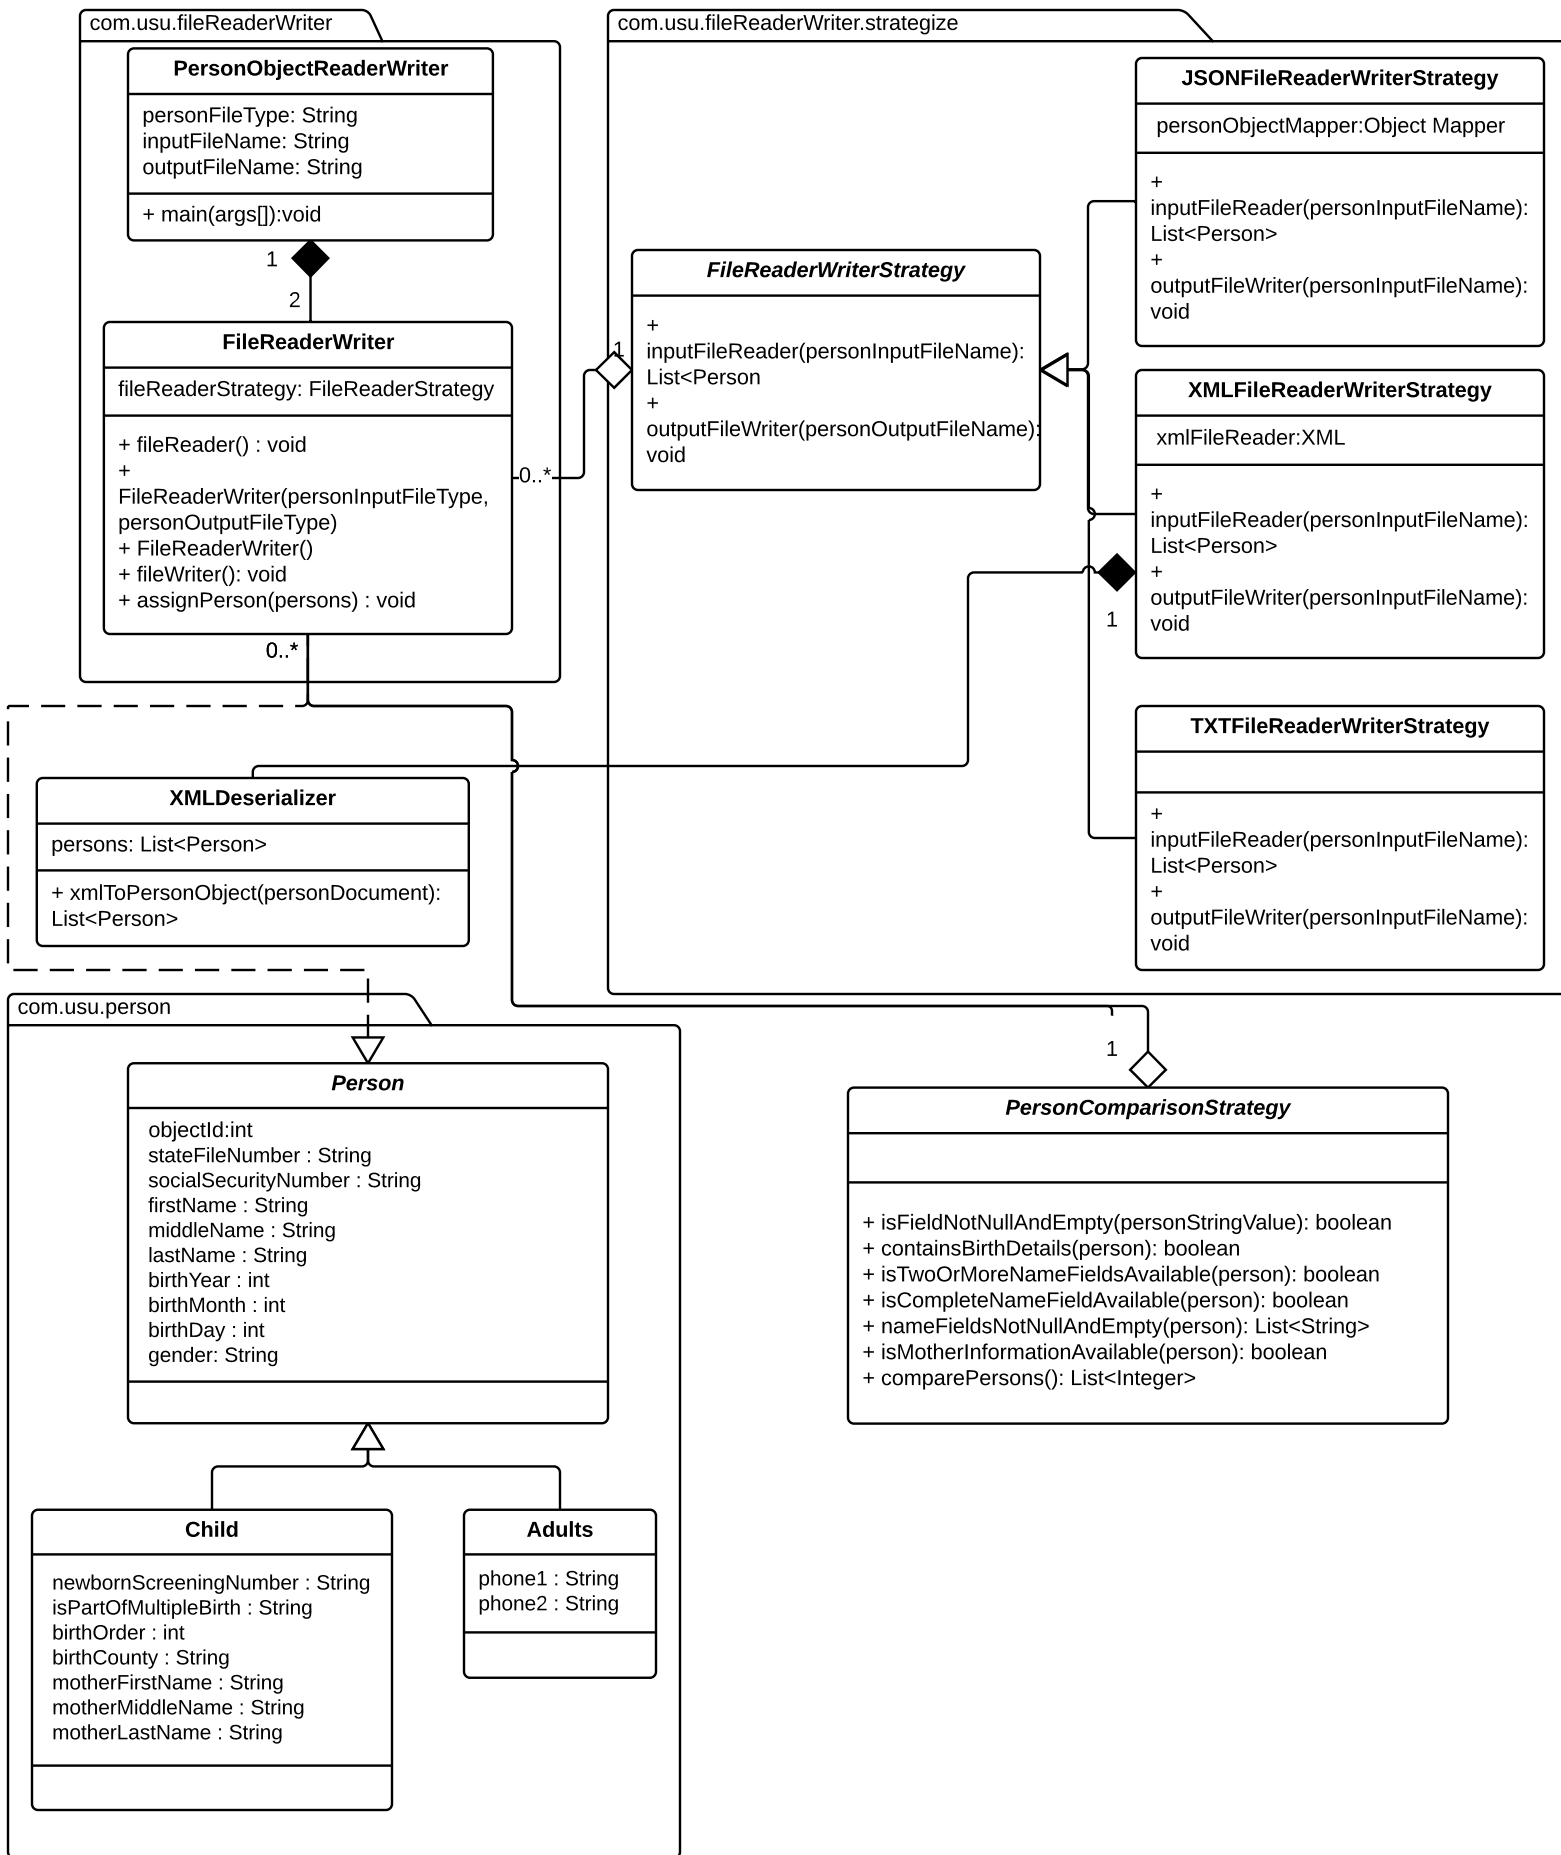 com.usu.fileReaderWriter
PersonObjectReaderWriter
personFileType: String
inputFileName: String
outputFileName: String
+ main(args[]):void
1
2
FileReaderWriter
fileReaderStrategy: FileReaderStrategy
+ fileReader() : void
+
FileReaderWriter(personInputFileType,
personOutputFileType)
+ FileReaderWriter()
+ fileWriter(): void
+ assignPerson(persons) : void
0..*
0..*
com.usu.fileReaderWriter.strategize
1
FileReaderWriterStrategy
+
inputFileReader(personInputFileName):
List<Person
+
outputFileWriter(personOutputFileName):
void
JSONFileReaderWriterStrategy
personObjectMapper:Object Mapper
+
inputFileReader(personInputFileName):
List<Person>
+
outputFileWriter(personInputFileName):
void
XMLFileReaderWriterStrategy
xmlFileReader:XML
+
inputFileReader(personInputFileName):
List<Person>
+
outputFileWriter(personInputFileName):
void
1
TXTFileReaderWriterStrategy
+
inputFileReader(personInputFileName):
List<Person>
+
outputFileWriter(personInputFileName):
void
XMLDeserializer
persons: List<Person>
+ xmlToPersonObject(personDocument):
List<Person>
com.usu.person
Person
objectId:int
stateFileNumber : String
socialSecurityNumber : String
firstName : String
middleName : String
lastName : String
birthYear : int
birthMonth : int
birthDay : int
gender: String
Child
newbornScreeningNumber : String
isPartOfMultipleBirth : String
birthOrder : int
birthCounty : String
motherFirstName : String
motherMiddleName : String
motherLastName : String
Adults
phone1 : String
phone2 : String
1
PersonComparisonStrategy
+ isFieldNotNullAndEmpty(personStringValue): boolean
+ containsBirthDetails(person): boolean
+ isTwoOrMoreNameFieldsAvailable(person): boolean
+ isCompleteNameFieldAvailable(person): boolean
+ nameFieldsNotNullAndEmpty(person): List<String>
+ isMotherInformationAvailable(person): boolean
+ comparePersons(): List<Integer>